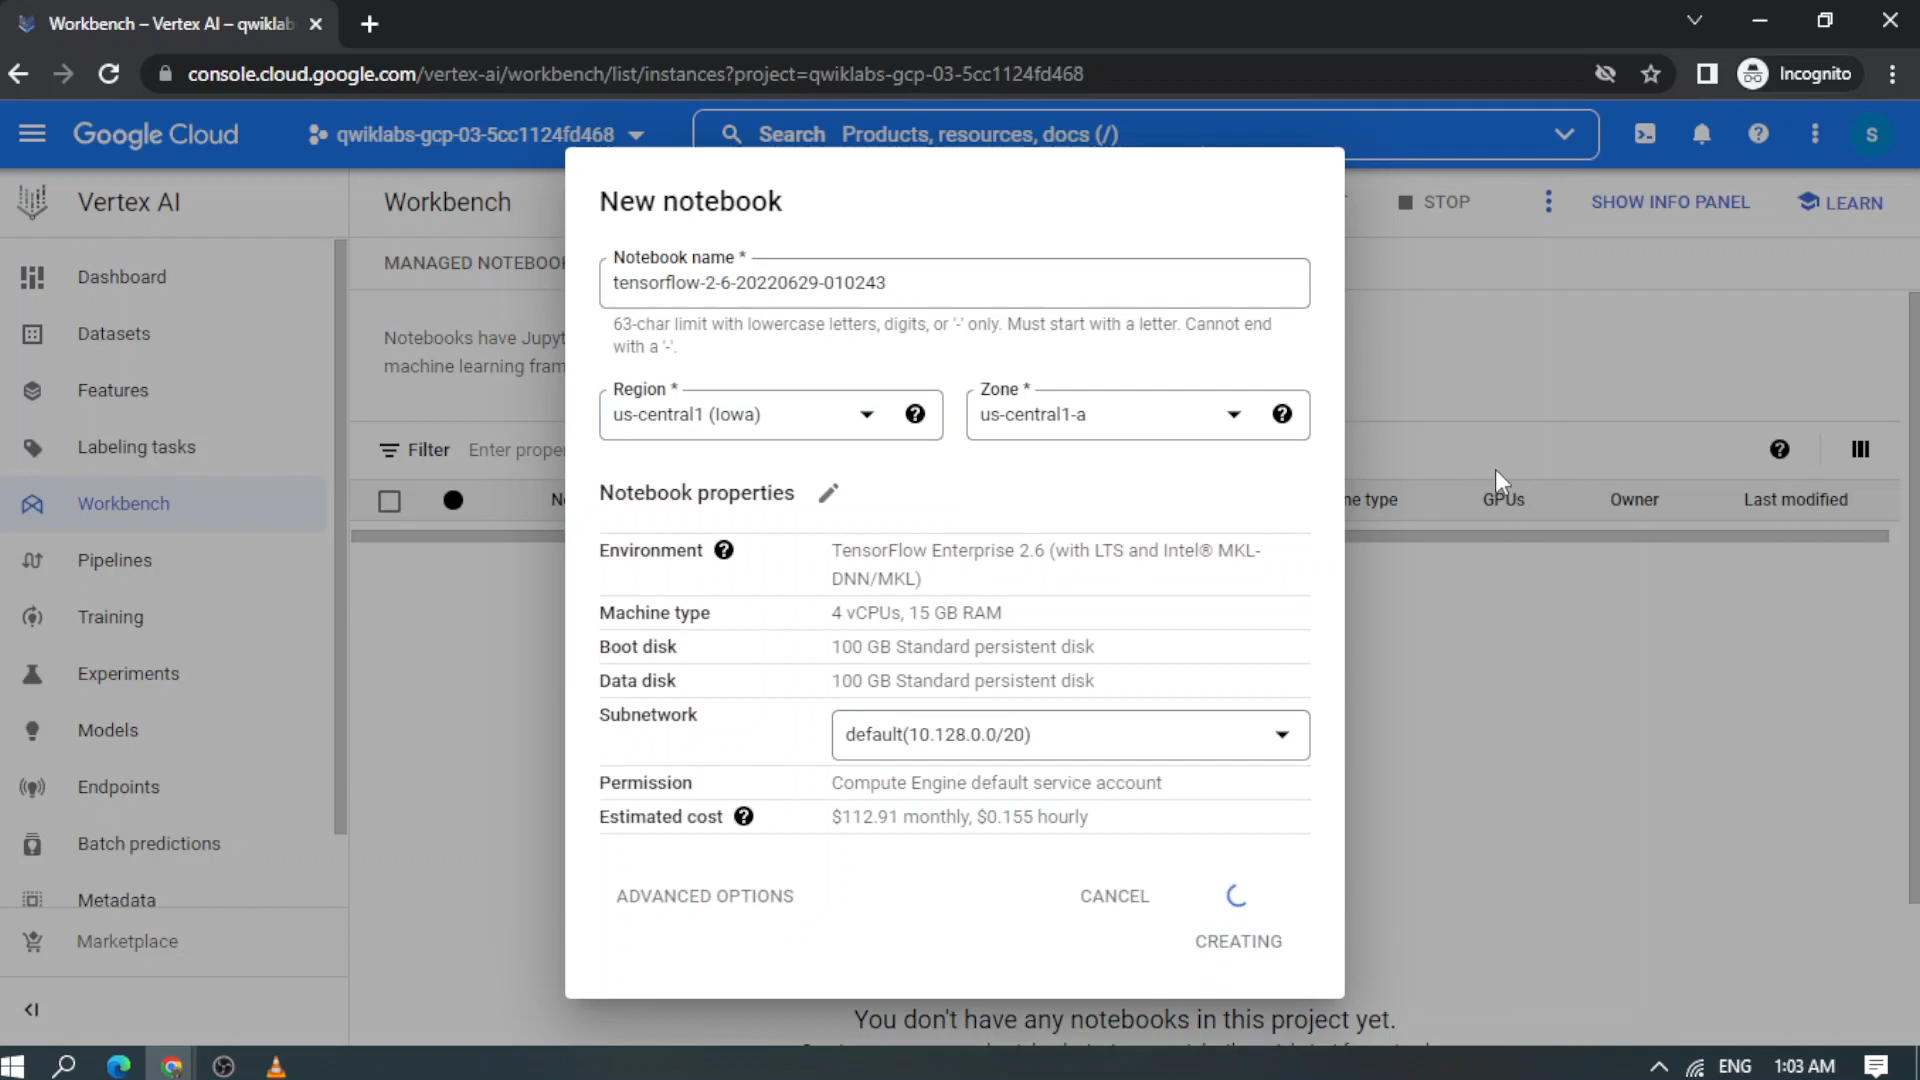 Workbench – Vertex AI – qwiklab
console.cloud.google.com/vertex-ai/workbench/list/instances?project=qwiklabs-gcp-03-5cc1124fd468
Incognito
Google Cloud
qwiklabs-gcp-03-5cc1124fd468
Search Products, resources, docs (/)
S
Vertex AI
Workbench
STOP
SHOW INFO PANEL
LEARN
Dashboard
Datasets
Features
Labeling tasks
Workbench
Pipelines
Training
Experiments
Models
Endpoints
Batch predictions
Metadata
Marketplace
MANAGED NOTEBOOK
Notebooks have Jupyt
machine learning fram
Filter Enter prope
ne type
GPUs
Owner
Last modified
New notebook
Notebook name *
tensorflow-2-6-20220629-010243
63-char limit with lowercase letters, digits, or '-' only. Must start with a letter. Cannot end
with a '-'.
Region *
us-central1 (Iowa)
Zone *
us-central1-a
Notebook properties
Environment
TensorFlow Enterprise 2.6 (with LTS and Intel® MKL-
DNN/MKL)
Machine type
4 vCPUs, 15 GB RAM
Boot disk
100 GB Standard persistent disk
Data disk
100 GB Standard persistent disk
Subnetwork
default(10.128.0.0/20)
Permission
Compute Engine default service account
Estimated cost
$112.91 monthly, $0.155 hourly
ADVANCED OPTIONS
CANCEL
CREATING
You don't have any notebooks in this project yet.
ENG
1:03 AM